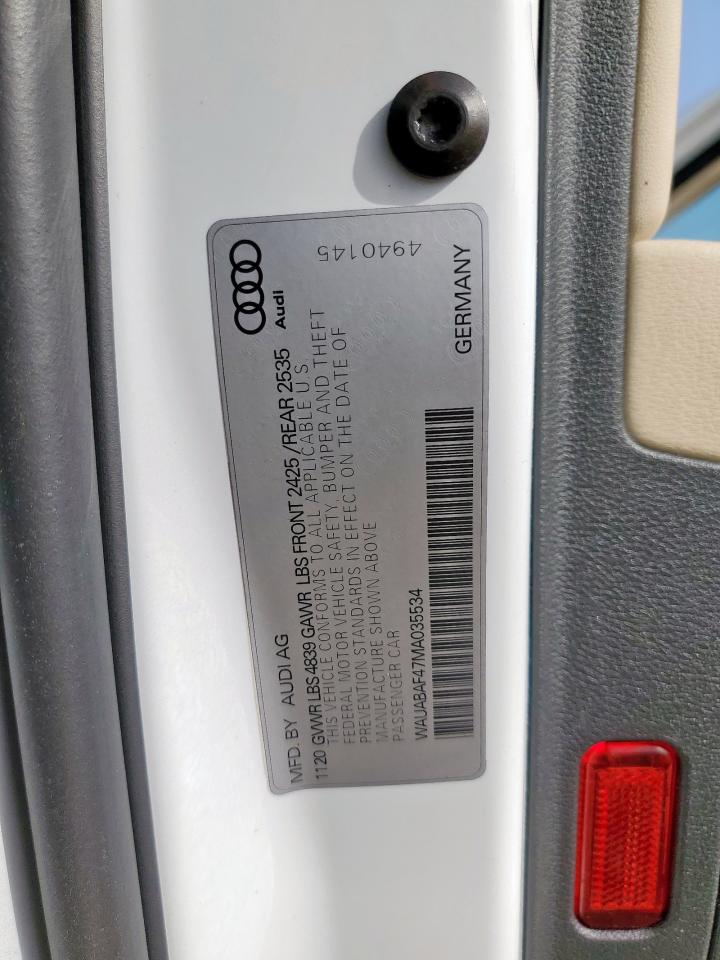 MFD. BY AUDI AG Audi
1120 GVWR LBS 4839 GAWR LBS FRONT 2425 /REAR 2535
THIS VEHICLE CONFORMS TO ALL APPLICABLE U.S.
FEDERAL MOTOR VEHICLE SAFETY, BUMPER AND THEFT
PREVENTION STANDARDS IN EFFECT ON THE DATE OF
MANUFACTURE SHOWN ABOVE
PASSENGER CAR
4940145
WAUABAF47MA035534
GERMANY